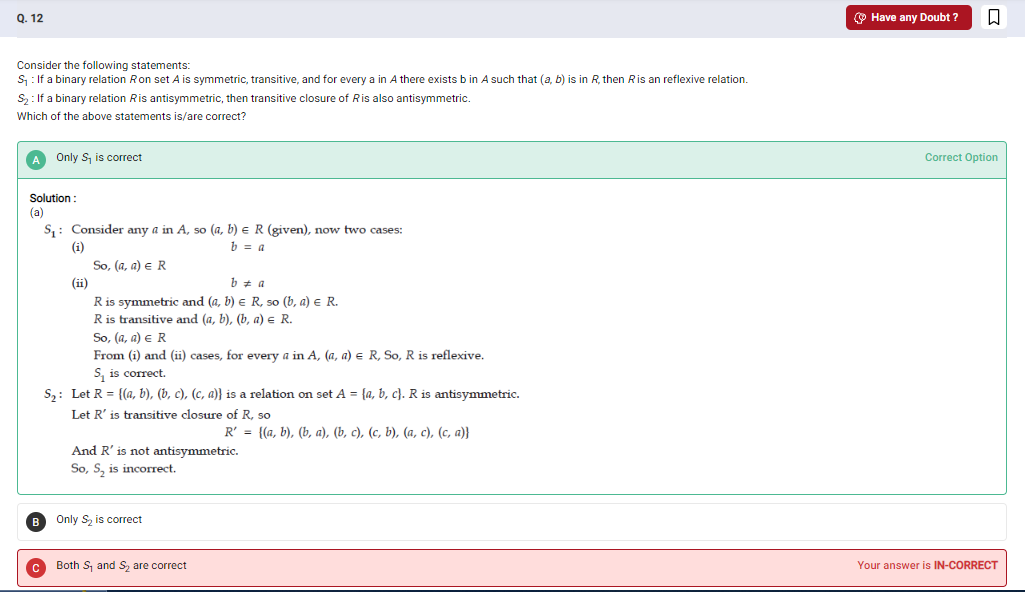 Q. 12
Have any Doubt ?
Consider the following statements:
S₁ : If a binary relation R on set A is symmetric, transitive, and for every a in A there exists b in A such that (a, b) is in R, then R is an reflexive relation.
S₂ : If a binary relation R is antisymmetric, then transitive closure of R is also antisymmetric.
Which of the above statements is/are correct?
A Only S₁ is correct Correct Option
Solution :
(a)
S₁ : Consider any a in A, so (a, b) ∈ R (given), now two cases:
(i) b = a
So, (a, a) ∈ R
(ii) b ≠ a
R is symmetric and (a, b) ∈ R, so (b, a) ∈ R.
R is transitive and (a, b), (b, a) ∈ R.
So, (a, a) ∈ R
From (i) and (ii) cases, for every a in A, (a, a) ∈ R, So, R is reflexive.
S₁ is correct.
S₂ : Let R = {(a, b), (b, c), (c, a)} is a relation on set A = {a, b, c}. R is antisymmetric.
Let R′ is transitive closure of R, so
R′ = {(a, b), (b, a), (b, c), (c, b), (a, c), (c, a)}
And R′ is not antisymmetric.
So, S₂ is incorrect.
B Only S₂ is correct
C Both S₁ and S₂ are correct Your answer is IN-CORRECT